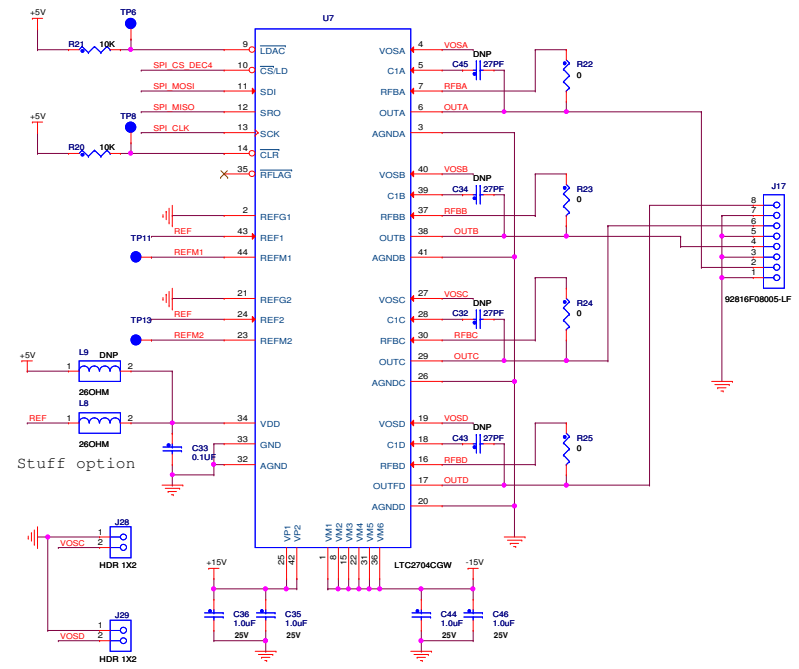 U7
+5V
TP6
R21 10K
9 LDAC
SPI_CS_DEC4 10 CS/LD
SPI_MOSI 11 SDI
SPI_MISO 12 SRO
SPI_CLK 13 SCK
+5V
TP8
R20 10K
14 CLR
35 RFLAG
2 REFG1
REF 43 REF1
TP11 REFM1 44 REFM1
21 REFG2
REF 24 REF2
TP13 REFM2 23 REFM2
+5V
L9 DNP
1 2
26OHM
L8
REF 1 2
26OHM
34 VDD
33 GND
32 AGND
C33
0.1UF
Stuff option
VOSA 4 VOSA
C1A 5 C45 DNP 27PF
RFBA 7 RFBA
OUTA 6 OUTA
AGNDA 3
R22
0
VOSB 40 VOSB
C1B 39 C34 DNP 27PF
RFBB 37 RFBB
OUTB 38 OUTB
AGNDB 41
R23
0
VOSC 27 VOSC
C1C 28 C32 DNP 27PF
RFBC 30 RFBC
OUTC 29 OUTC
AGNDC 26
R24
0
VOSD 19 VOSD
C1D 18 C43 DNP 27PF
RFBD 16 RFBD
OUTFD 17 OUTD
AGNDD 20
R25
0
J17
8
7
6
5
4
3
2
1
92816F08005-LF
VP1 VP2 VM1 VM2 VM3 VM4 VM5 VM6
25 42 1 8 15 22 31 36
LTC2704CGW
J28
1
VOSC 2
HDR 1X2
J29
1
VOSD 2
HDR 1X2
+15V
C36
1.0uF
25V
C35
1.0uF
25V
-15V
C44
1.0uF
25V
C46
1.0uF
25V